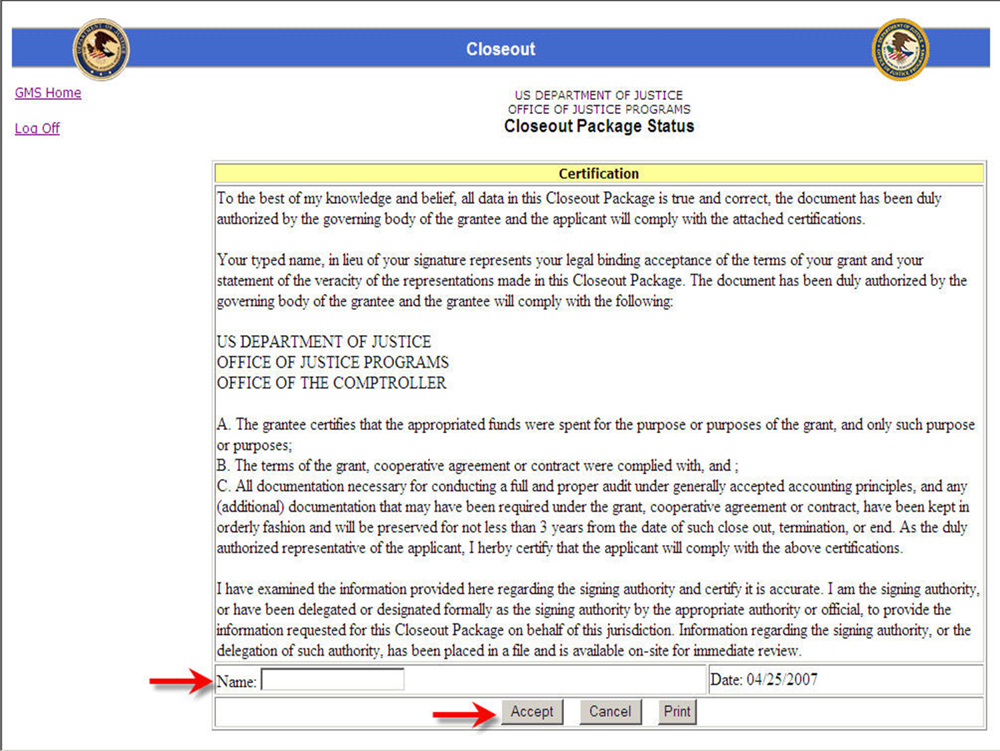 Closeout
GMS Home
Log Off
US DEPARTMENT OF JUSTICE
OFFICE OF JUSTICE PROGRAMS
Closeout Package Status
Certification
To the best of my knowledge and belief, all data in this Closeout Package is true and correct, the document has been duly
authorized by the governing body of the grantee and the applicant will comply with the attached certifications.
Your typed name, in lieu of your signature represents your legal binding acceptance of the terms of your grant and your
statement of the veracity of the representations made in this Closeout Package. The document has been duly authorized by the
governing body of the grantee and the grantee will comply with the following:
US DEPARTMENT OF JUSTICE
OFFICE OF JUSTICE PROGRAMS
OFFICE OF THE COMPTROLLER
A. The grantee certifies that the appropriated funds were spent for the purpose or purposes of the grant, and only such purpose
or purposes;
B. The terms of the grant, cooperative agreement or contract were complied with, and ;
C. All documentation necessary for conducting a full and proper audit under generally accepted accounting principles, and any
(additional) documentation that may have been required under the grant, cooperative agreement or contract, have been kept in
orderly fashion and will be preserved for not less than 3 years from the date of such close out, termination, or end. As the duly
authorized representative of the applicant, I herby certify that the applicant will comply with the above certifications.
I have examined the information provided here regarding the signing authority and certify it is accurate. I am the signing authority,
or have been delegated or designated formally as the signing authority by the appropriate authority or official, to provide the
information requested for this Closeout Package on behalf of this jurisdiction. Information regarding the signing authority, or the
delegation of such authority, has been placed in a file and is available on-site for immediate review.
Name:
Date: 04/25/2007
Accept
Cancel
Print